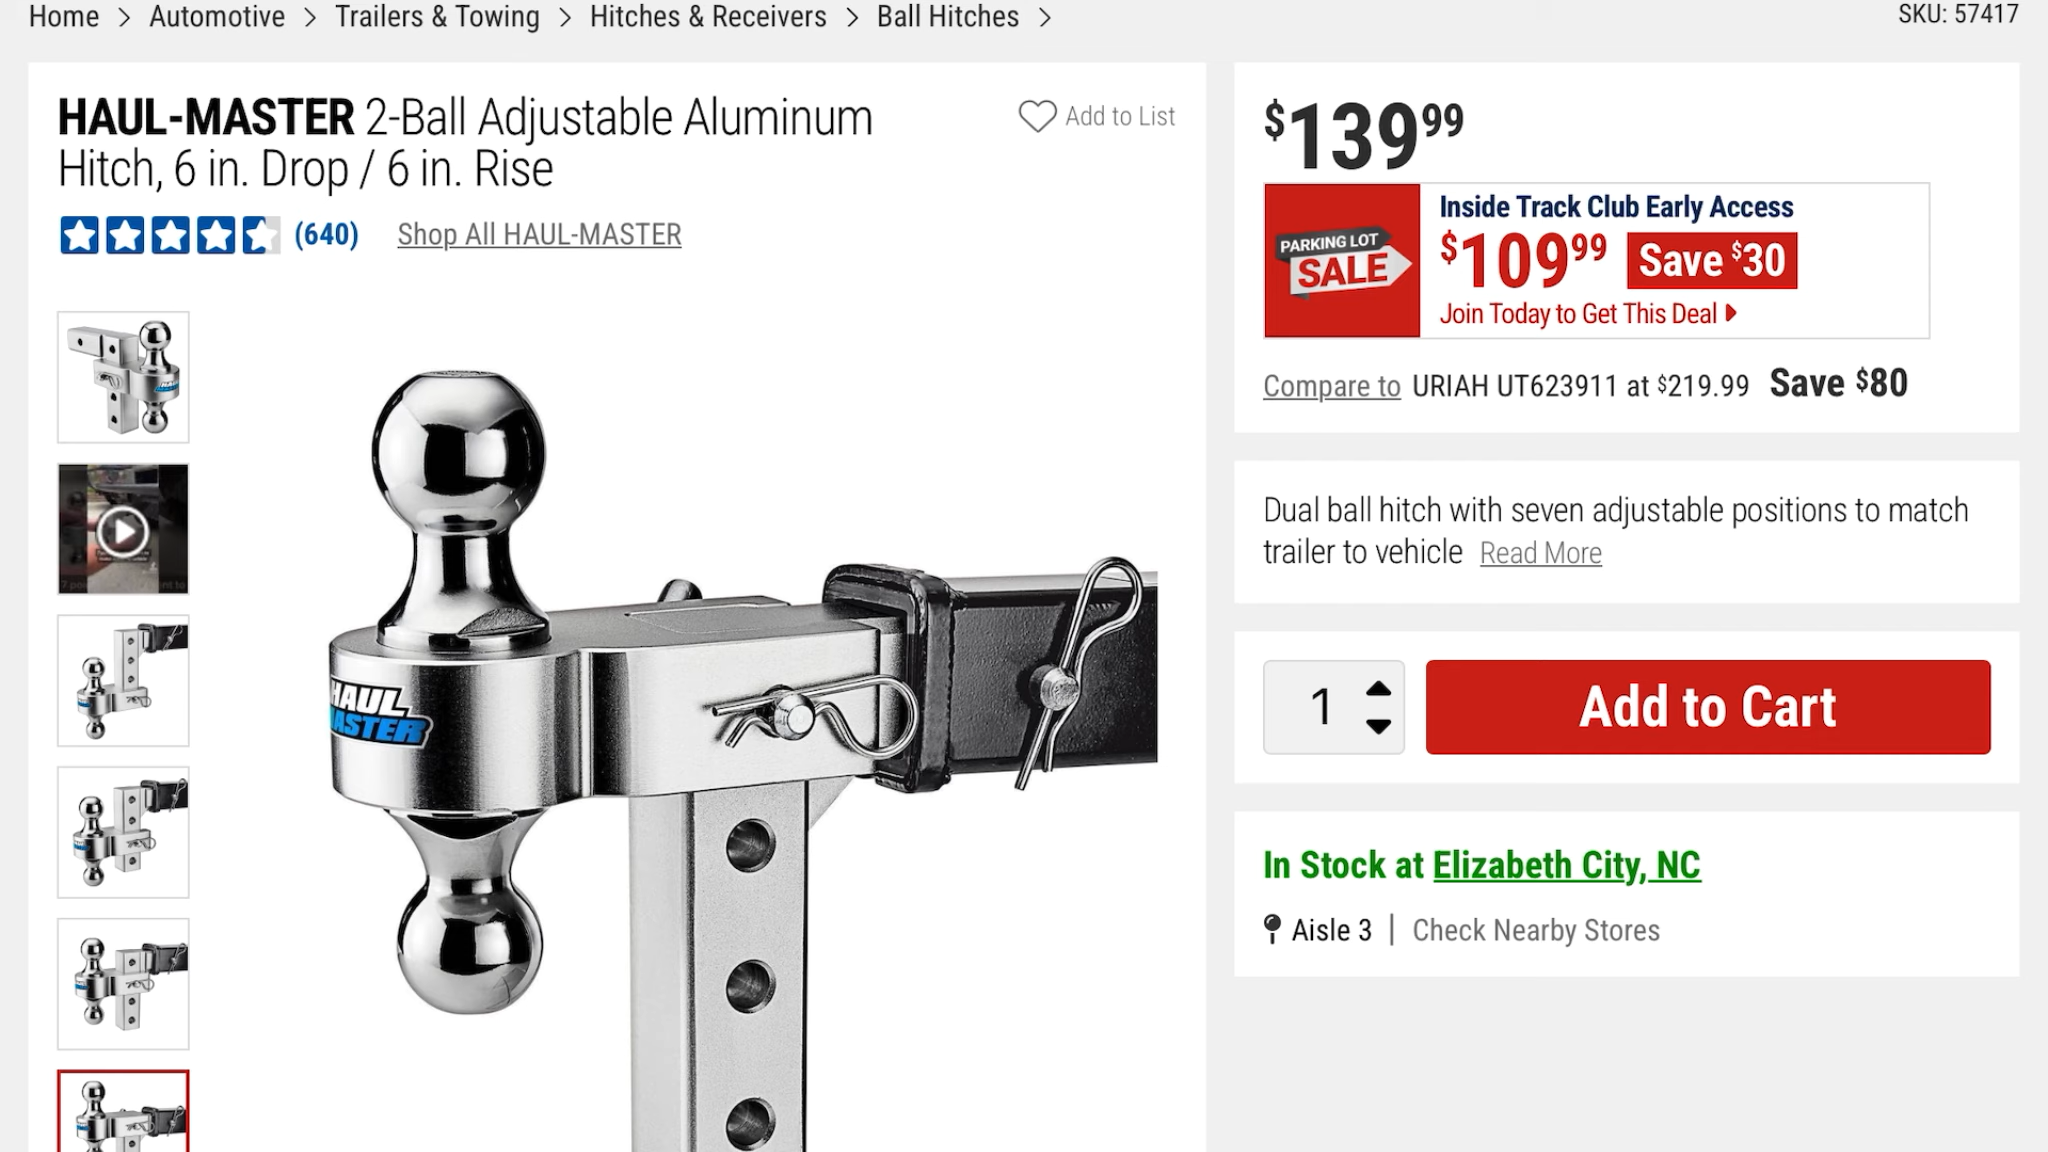 Home > Automotive > Trailers & Towing > Hitches & Receivers > Ball Hitches >
SKU: 57417
HAUL-MASTER 2-Ball Adjustable Aluminum
Hitch, 6 in. Drop / 6 in. Rise
Add to List
(640)
Shop All HAUL-MASTER
HAUL
MASTER
$139.99
PARKING LOT
SALE
Inside Track Club Early Access
$109.99 Save $30
Join Today to Get This Deal
Compare to URIAH UT623911 at $219.99 Save $80
Dual ball hitch with seven adjustable positions to match
trailer to vehicle Read More
1
Add to Cart
In Stock at Elizabeth City, NC
Aisle 3 | Check Nearby Stores